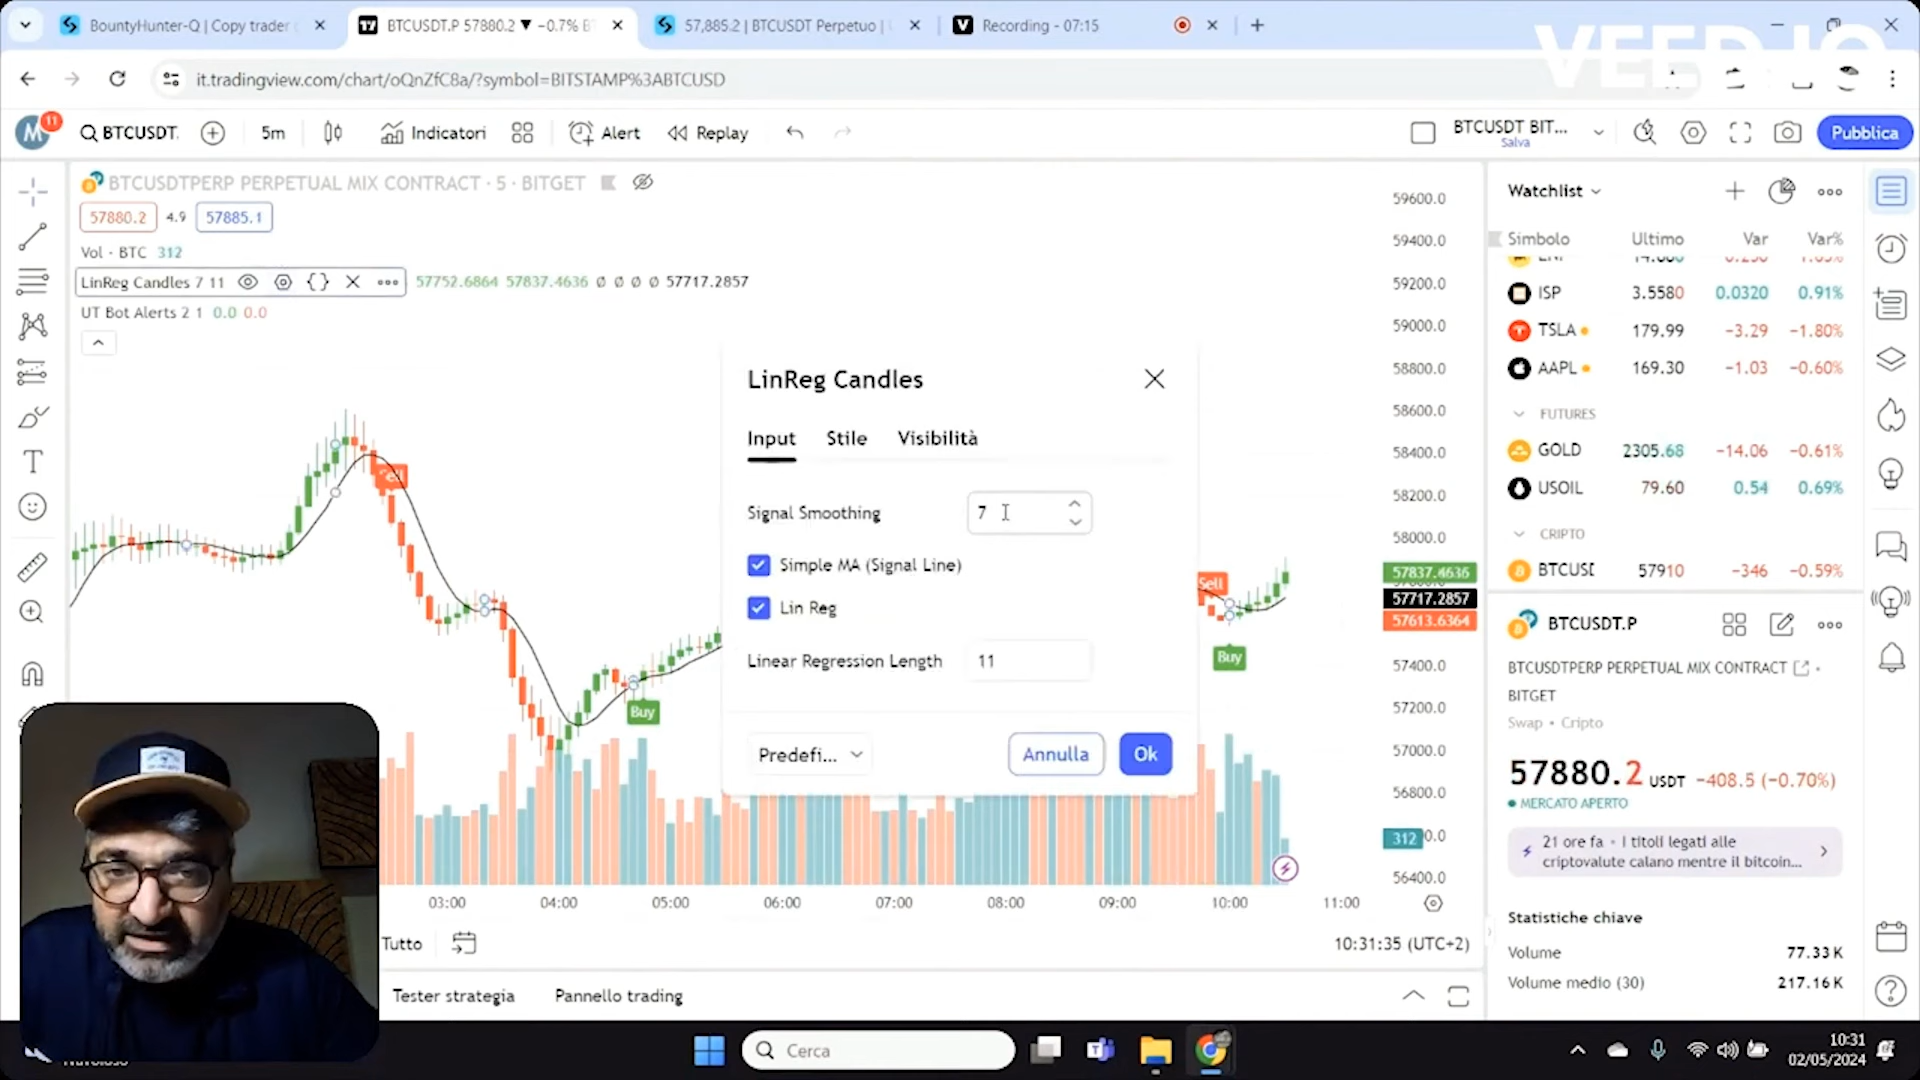 BountyHunter-Q | Copy trader
BTCUSDT.P 57880.2 ▼ −0.7% B
57,885.2 | BTCUSDT Perpetuo |
Recording - 07:15
VEED.IO
it.tradingview.com/chart/oQnZfC8a/?symbol=BITSTAMP%3ABTCUSD
M
11
BTCUSDT.
5m
Indicatori
Alert
Replay
BTCUSDT BIT...
Salva
Pubblica
BTCUSDTPERP PERPETUAL MIX CONTRACT · 5 · BITGET
57880.2
4.9
57885.1
Vol · BTC 312
LinReg Candles 7 11
57752.6864 57837.4636 ∅ ∅ ∅ ∅ 57717.2857
UT Bot Alerts 2 1 0.0 0.0
Sell
Buy
Sell
Buy
LinReg Candles
Input
Stile
Visibilità
Signal Smoothing
7
Simple MA (Signal Line)
Lin Reg
Linear Regression Length
11
Predefi...
Annulla
Ok
59600.0
59400.0
59200.0
59000.0
58800.0
58600.0
58400.0
58200.0
58000.0
57837.4636
57717.2857
57613.6364
57400.0
57200.0
57000.0
56800.0
312
56400.0
03:00
04:00
05:00
06:00
07:00
08:00
09:00
10:00
11:00
Tutto
10:31:35 (UTC+2)
Tester strategia
Pannello trading
Watchlist
Simbolo Ultimo Var Var%
ISP 3.5580 0.0320 0.91%
TSLA 179.99 −3.29 −1.80%
AAPL 169.30 −1.03 −0.60%
FUTURES
GOLD 2305.68 −14.06 −0.61%
USOIL 79.60 0.54 0.69%
CRIPTO
BTCUSD 57910 −346 −0.59%
BTCUSDT.P
BTCUSDTPERP PERPETUAL MIX CONTRACT
BITGET
Swap • Cripto
57880.2 USDT −408.5 (−0.70%)
MERCATO APERTO
21 ore fa • I titoli legati alle
criptovalute calano mentre il bitcoin...
Statistiche chiave
Volume 77.33K
Volume medio (30) 217.16K
Cerca
10:31
02/05/2024